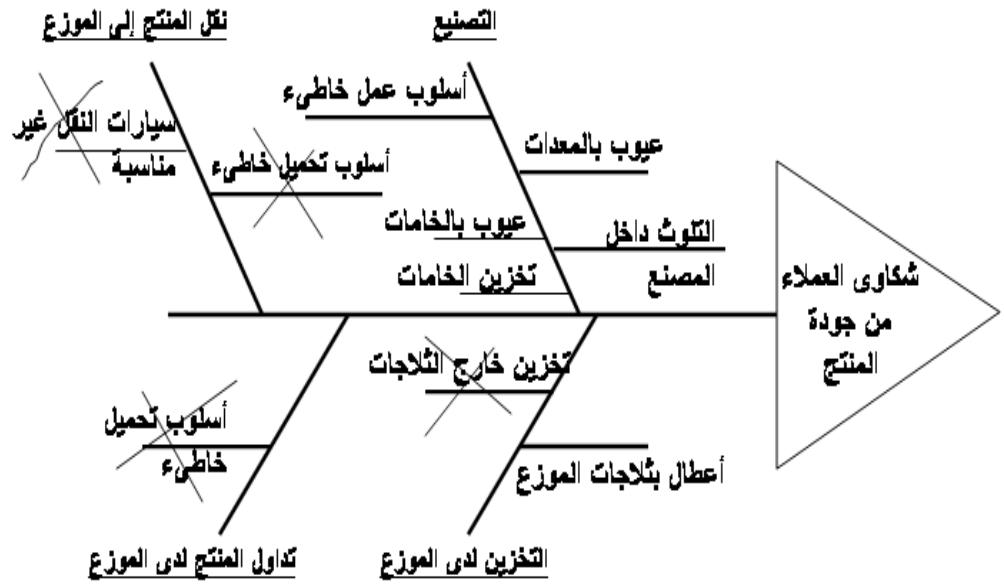 التصنيع
نقل المنتج إلى الموزع
أسلوب عمل خاطىء
سيارات النقل غير
مناسبة
عيوب بالمعدات
أسلوب تحميل خاطىء
عيوب بالخامات
التلوث داخل
المصنع
تخزين الخامات
شكاوى العملاء
من جودة
المنتج
تخزين خارج الثلاجات
أسلوب تحميل
خاطىء
أعطال بثلاجات الموزع
التخزين لدى الموزع
تداول المنتج لدى الموزع